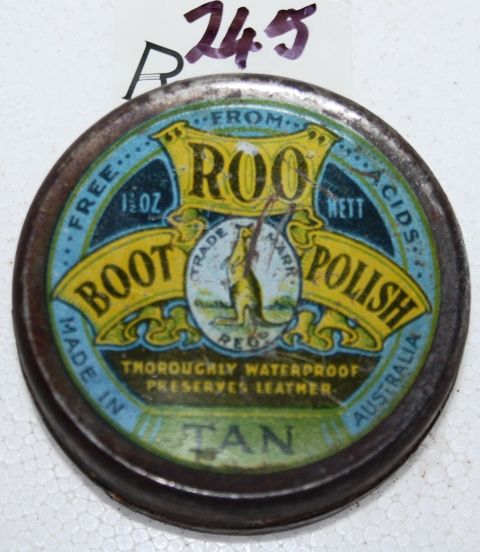 R 245
FREE FROM ACIDS
"ROO"
1½ OZ NETT
BOOT POLISH
TRADE MARK
REGD
THOROUGHLY WATERPROOF
PRESERVES LEATHER
MADE IN AUSTRALIA
TAN